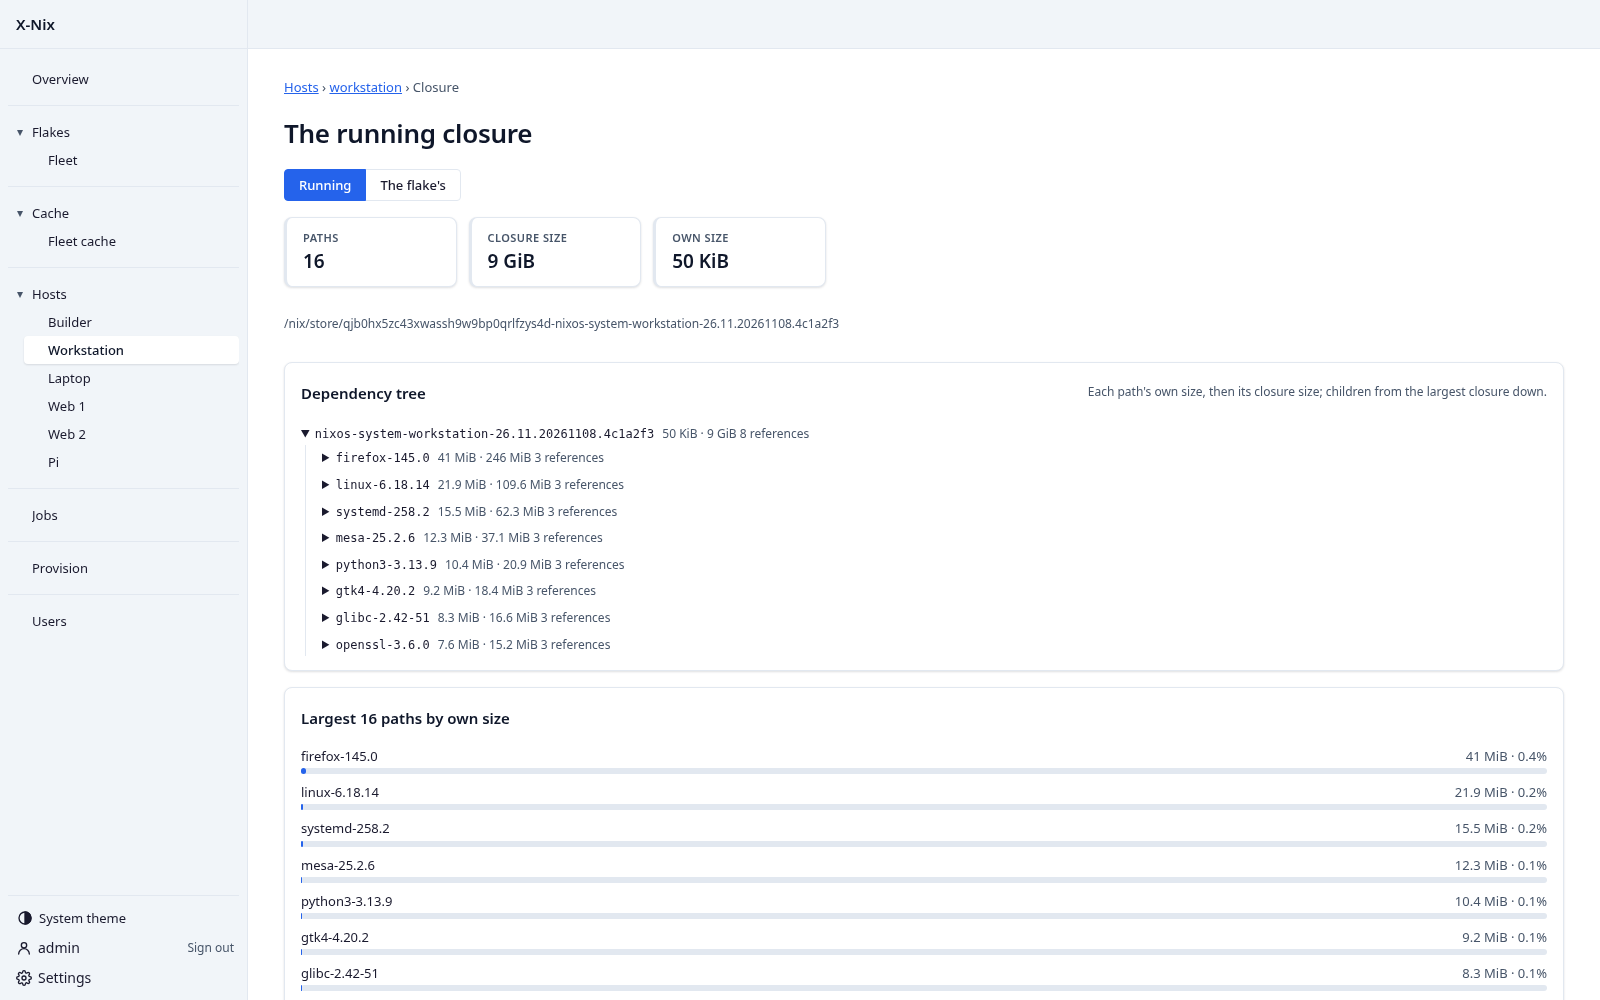 X-Nix
Overview
▾ Flakes
Fleet
▾ Cache
Fleet cache
▾ Hosts
Builder
Workstation
Laptop
Web 1
Web 2
Pi
Jobs
Provision
Users
System theme
admin Sign out
Settings
Hosts › workstation › Closure
The running closure
Running The flake's
PATHS
16
CLOSURE SIZE
9 GiB
OWN SIZE
50 KiB
/nix/store/qjb0hx5zc43xwassh9w9bp0qrlfzys4d-nixos-system-workstation-26.11.20261108.4c1a2f3
Dependency tree
Each path's own size, then its closure size; children from the largest closure down.
▼ nixos-system-workstation-26.11.20261108.4c1a2f3 50 KiB · 9 GiB 8 references
▶ firefox-145.0 41 MiB · 246 MiB 3 references
▶ linux-6.18.14 21.9 MiB · 109.6 MiB 3 references
▶ systemd-258.2 15.5 MiB · 62.3 MiB 3 references
▶ mesa-25.2.6 12.3 MiB · 37.1 MiB 3 references
▶ python3-3.13.9 10.4 MiB · 20.9 MiB 3 references
▶ gtk4-4.20.2 9.2 MiB · 18.4 MiB 3 references
▶ glibc-2.42-51 8.3 MiB · 16.6 MiB 3 references
▶ openssl-3.6.0 7.6 MiB · 15.2 MiB 3 references
Largest 16 paths by own size
firefox-145.0 41 MiB · 0.4%
linux-6.18.14 21.9 MiB · 0.2%
systemd-258.2 15.5 MiB · 0.2%
mesa-25.2.6 12.3 MiB · 0.1%
python3-3.13.9 10.4 MiB · 0.1%
gtk4-4.20.2 9.2 MiB · 0.1%
glibc-2.42-51 8.3 MiB · 0.1%